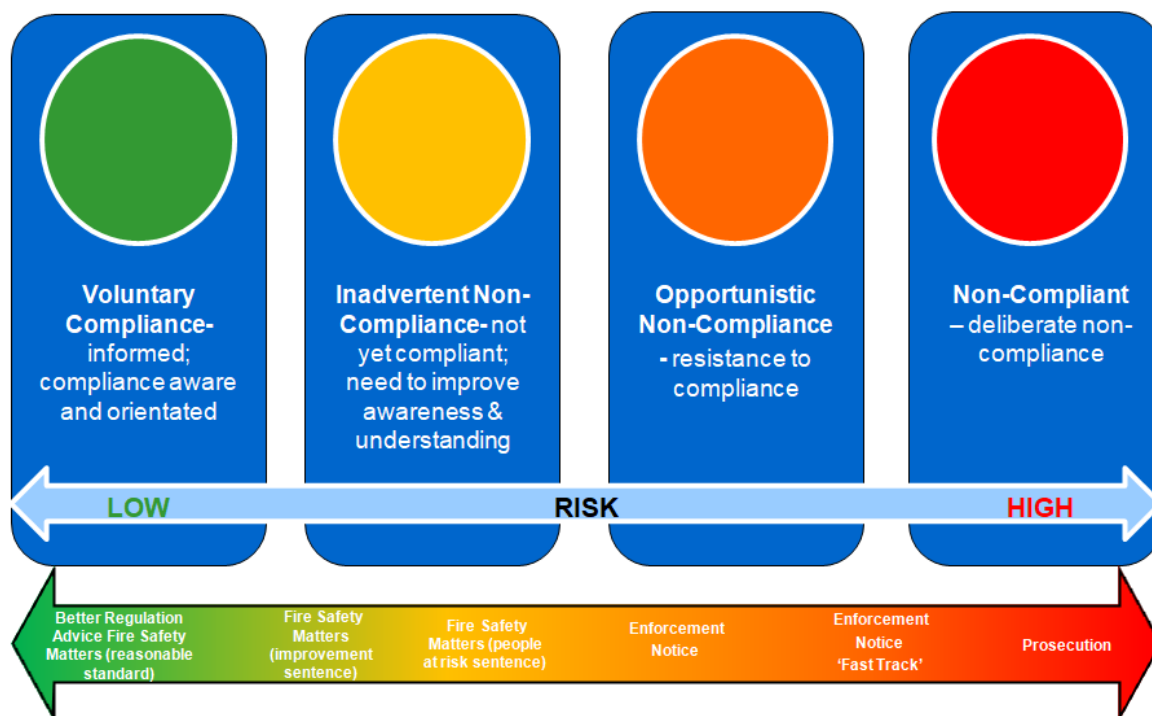 Voluntary
Compliance-
informed;
compliance aware
and orientated
Inadvertent Non-
Compliance- not
yet compliant;
need to improve
awareness &
understanding
Opportunistic
Non-Compliance
- resistance to
compliance
Non-Compliant
– deliberate non-
compliance
LOW
RISK
HIGH
Better Regulation
Advice Fire Safety
Matters (reasonable
standard)
Fire Safety
Matters
(improvement
sentence)
Fire Safety
Matters (people
at risk sentence)
Enforcement
Notice
Enforcement
Notice
‘Fast Track’
Prosecution